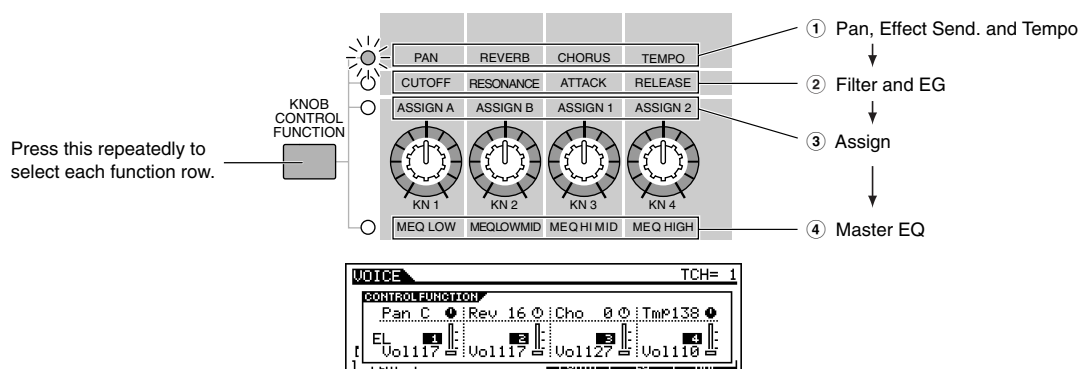 ① Pan, Effect Send. and Tempo
PAN REVERB CHORUS TEMPO
② Filter and EG
CUTOFF RESONANCE ATTACK RELEASE
KNOB
CONTROL
FUNCTION
ASSIGN A ASSIGN B ASSIGN 1 ASSIGN 2
③ Assign
Press this repeatedly to
select each function row.
KN 1 KN 2 KN 3 KN 4
MEQ LOW MEQLOWMID MEQ HI MID MEQ HIGH
④ Master EQ
VOICE TCH= 1
CONTROL FUNCTION
Pan C Rev 16 Cho 0 Tmp138
EL 1 2 3 4
Vol117 Vol117 Vol127 Vol110